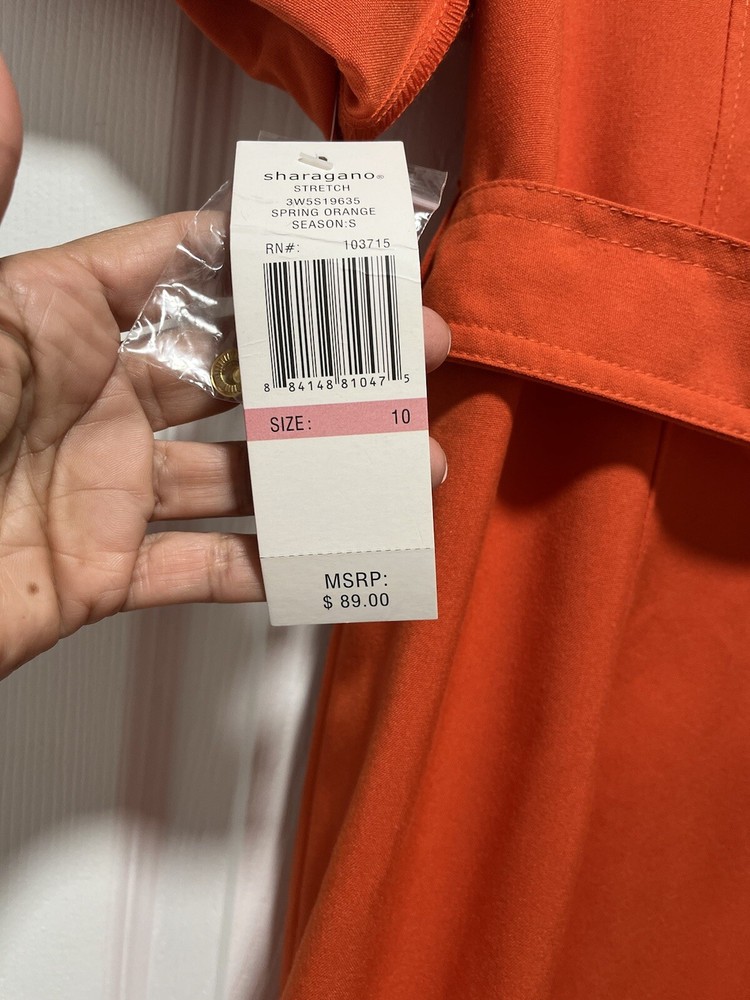 sharagano®
STRETCH
3W5S19635
SPRING ORANGE
SEASON:S
RN#: 103715
8 84148 81047 5
SIZE: 10
MSRP:
$ 89.00